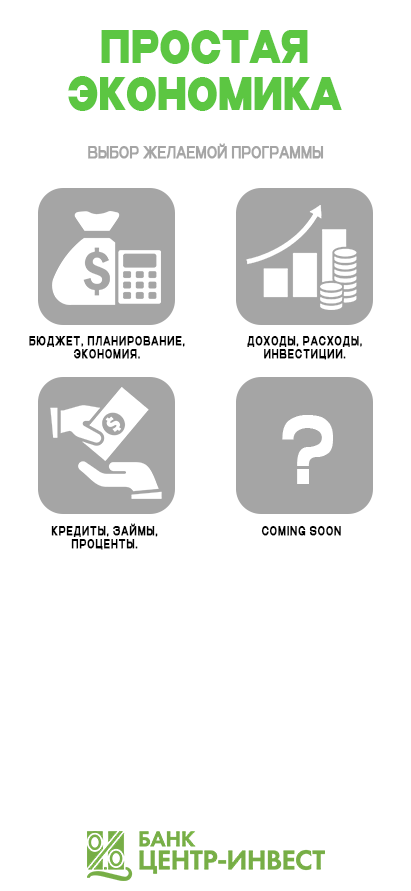 ПРОСТАЯ
ЭКОНОМИКА
ВЫБОР ЖЕЛАЕМОЙ ПРОГРАММЫ
$
БЮДЖЕТ, ПЛАНИРОВАНИЕ,
ЭКОНОМИЯ.
ДОХОДЫ, РАСХОДЫ,
ИНВЕСТИЦИИ.
$
КРЕДИТЫ, ЗАЙМЫ,
ПРОЦЕНТЫ.
?
COMING SOON
БАНК
ЦЕНТР-ИНВЕСТ